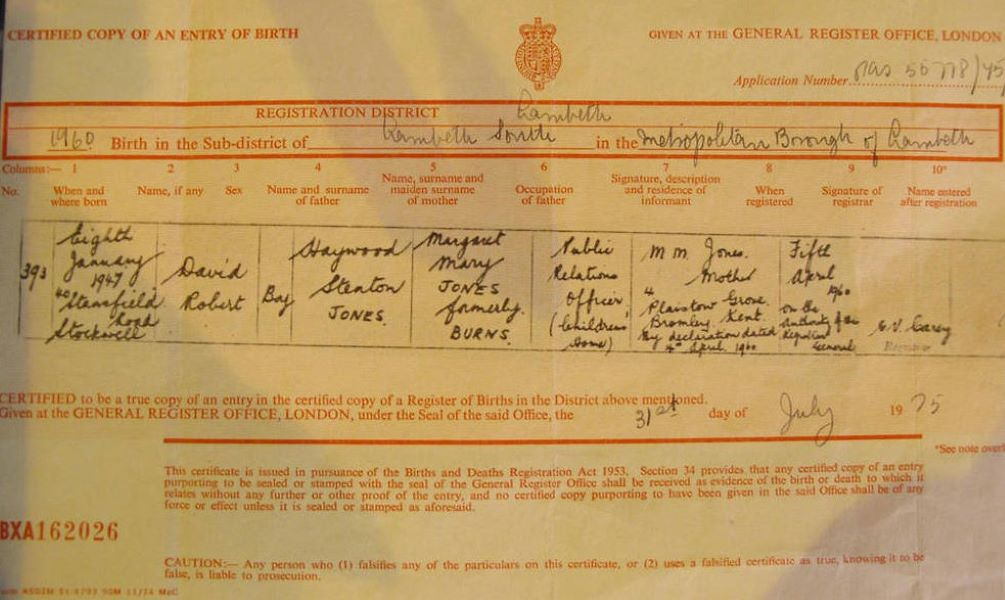 CERTIFIED COPY OF AN ENTRY OF BIRTH
GIVEN AT THE GENERAL REGISTER OFFICE, LONDON
Application Number PAS 55778/75
REGISTRATION DISTRICT Lambeth
1960 Birth in the Sub-district of Lambeth South in the Metropolitan Borough of Lambeth
Columns:— 1 2 3 4 5 6 7 8 9 10*
No. When and where born Name, if any Sex Name and surname of father Name, surname and maiden surname of mother Occupation of father Signature, description and residence of informant When registered Signature of registrar Name entered after registration
393
Eighth
January
1947
40
Stansfield
Road
Stockwell
David
Robert
Boy
Haywood
Stenton
JONES
Margaret
Mary
JONES
formerly
BURNS.
Public
Relations
Officer
(Childrens
Home)
M M Jones.
Mother
4
Plaistow Grove
Bromley Kent.
By declaration dated
4th April 1960
Fifth
April
1960
on the
authority of the
Registrar
General
Registrar
CERTIFIED to be a true copy of an entry in the certified copy of a Register of Births in the District above mentioned.
Given at the GENERAL REGISTER OFFICE, LONDON, under the Seal of the said Office, the 31st day of July 1975
*See note over
This certificate is issued in pursuance of the Births and Deaths Registration Act 1953. Section 34 provides that any certified copy of an entry
purporting to be sealed or stamped with the seal of the General Register Office shall be received as evidence of the birth or death to which it
relates without any further or other proof of the entry, and no certified copy purporting to have been given in the said Office shall be of any
force or effect unless it is sealed or stamped as aforesaid.
BXA162026
CAUTION:— Any person who (1) falsifies any of the particulars on this certificate, or (2) uses a falsified certificate as true, knowing it to be
false, is liable to prosecution.